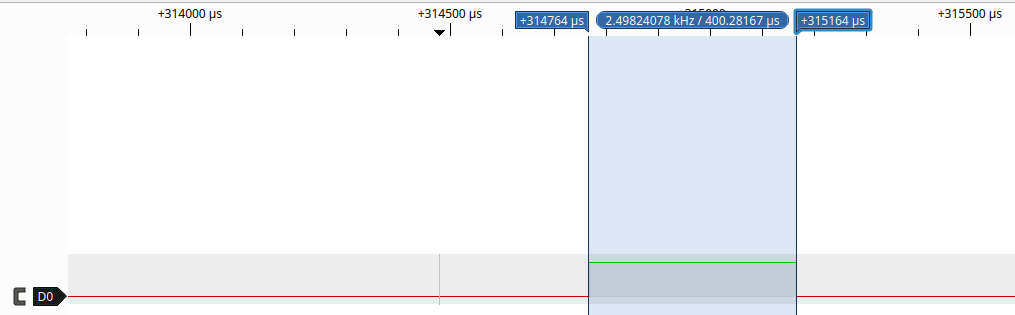 +314000 µs
+314500 µs
+314764 µs
2.49824078 kHz / 400.28167 µs
+315164 µs
+315500 µs
D0